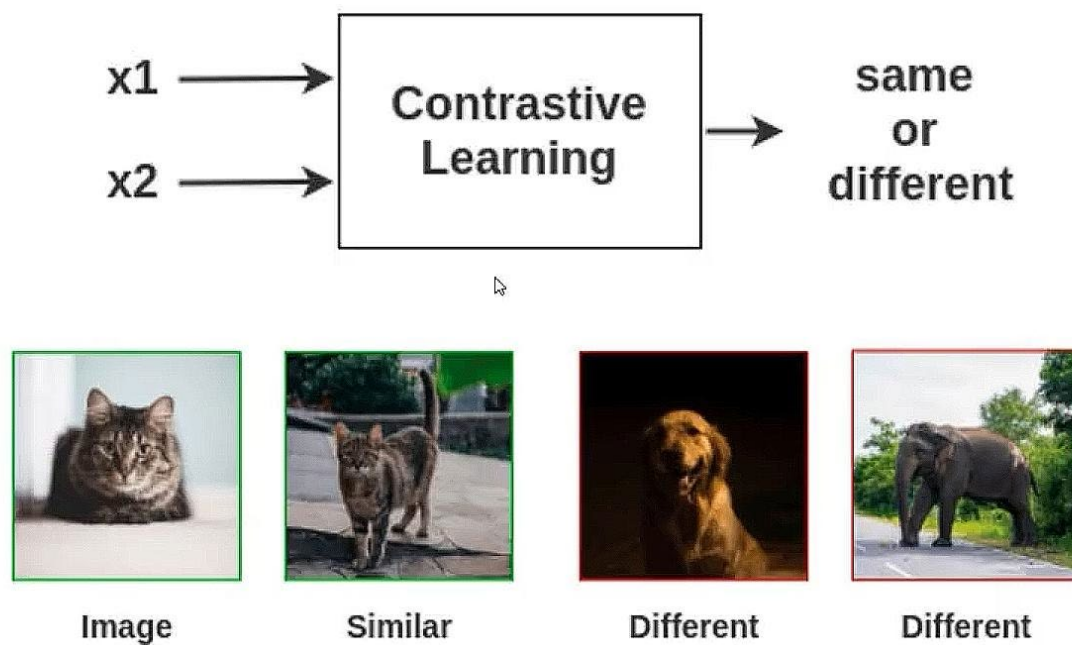 x1
x2
Contrastive
Learning
same
or
different
Image
Similar
Different
Different